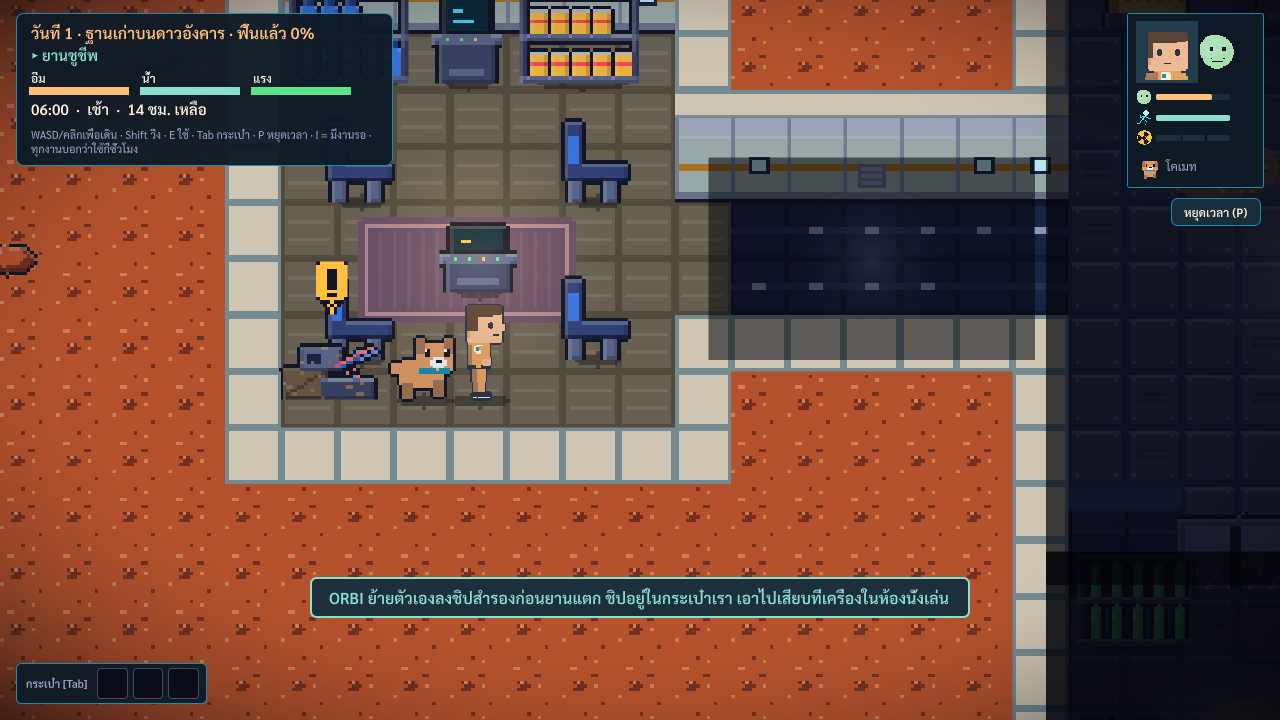 วันที่ 1 · ฐานเก่าบนดาวอังคาร · ฟื้นแล้ว 0%
▸ ยานชูชีพ
อิ่ม น้ำ แรง
06:00 · เช้า · 14 ชม. เหลือ
WASD/คลิกเพื่อเดิน · Shift วิ่ง · E ใช้ · Tab กระเป๋า · P หยุดเวลา · ! = มีงานรอ ·
ทุกงานบอกว่าใช้กี่ชั่วโมง
โคเมท
หยุดเวลา (P)
ORBI ย้ายตัวเองลงชิปสำรองก่อนยานแตก ชิปอยู่ในกระเป๋าเรา เอาไปเสียบที่เครื่องในห้องนั่งเล่น
กระเป๋า [Tab]